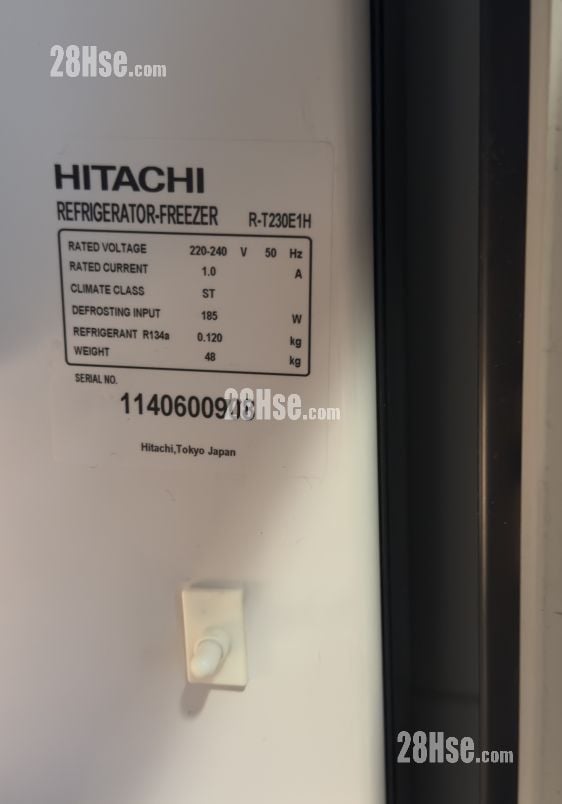 28Hse.com
HITACHI
REFRIGERATOR-FREEZER R-T230E1H
RATED VOLTAGE 220-240 V 50 Hz
RATED CURRENT 1.0 A
CLIMATE CLASS ST
DEFROSTING INPUT 185 W
REFRIGERANT R134a 0.120 kg
WEIGHT 48 kg
SERIAL NO.
28Hse.com
Hitachi,Tokyo Japan
28Hse.com